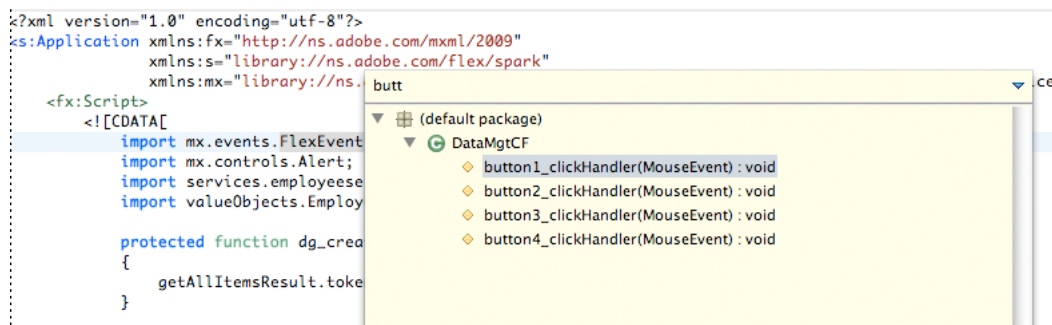 <?xml version="1.0" encoding="utf-8"?>
<s:Application xmlns:fx="http://ns.adobe.com/mxml/2009"
xmlns:s="library://ns.adobe.com/flex/spark"
xmlns:mx="library://ns.
butt
<fx:Script>
<![CDATA[
(default package)
import mx.events.FlexEvent
DataMgtCF
import mx.controls.Alert;
button1_clickHandler(MouseEvent) : void
import services.employeese
button2_clickHandler(MouseEvent) : void
import valueObjects.Employ
button3_clickHandler(MouseEvent) : void
protected function dg_crea
button4_clickHandler(MouseEvent) : void
{
getAllItemsResult.toke
}